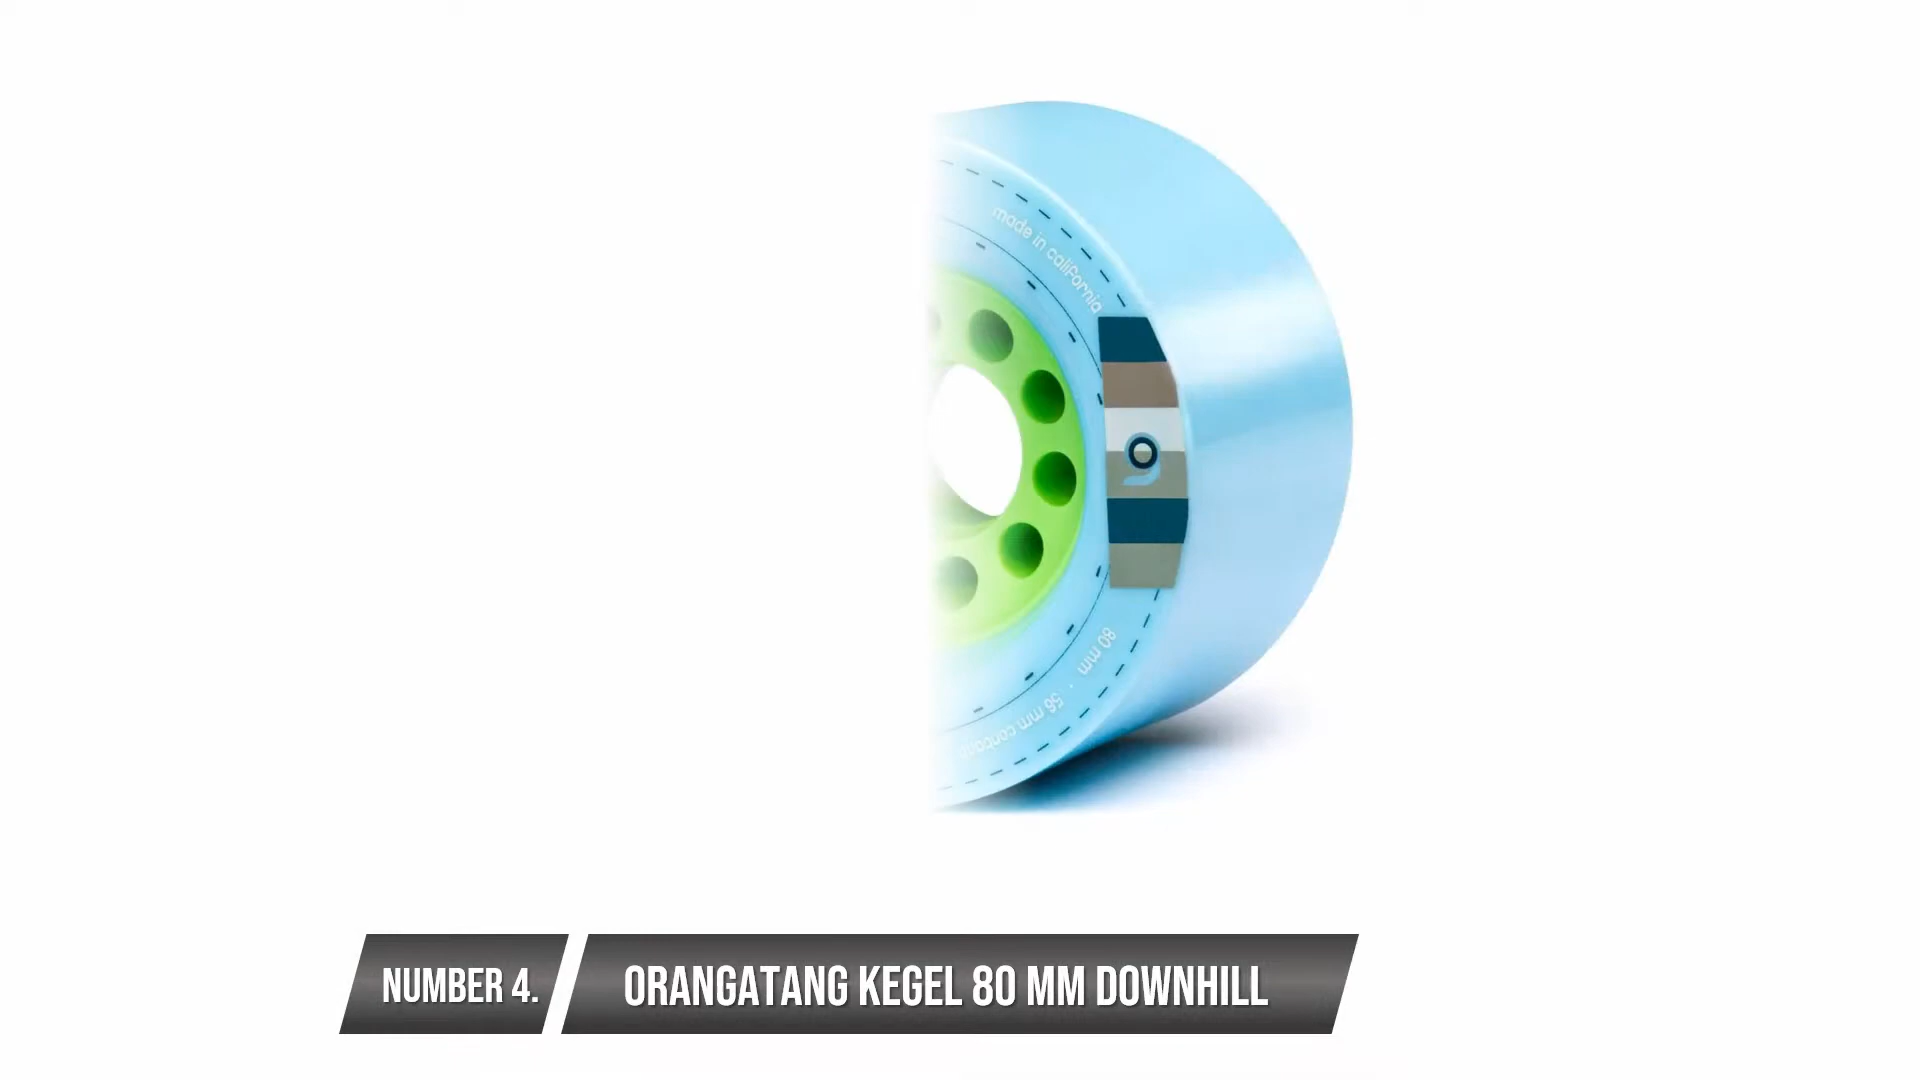 made in california
80 mm · 56 mm contact
NUMBER 4.
ORANGATANG KEGEL 80 MM DOWNHILL